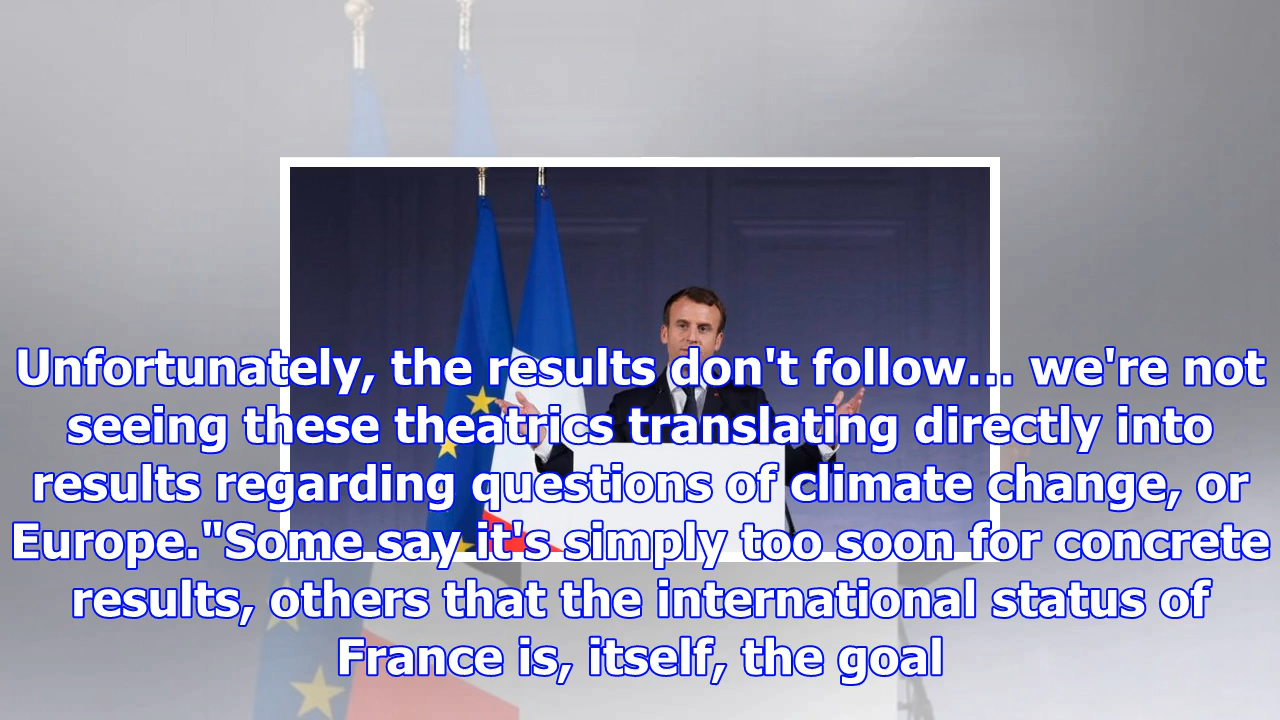 Unfortunately, the results don't follow... we're not
seeing these theatrics translating directly into
results regarding questions of climate change, or
Europe."Some say it's simply too soon for concrete
results, others that the international status of
France is, itself, the goal